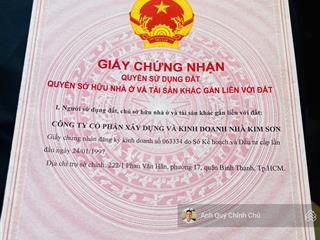 GIẤY CHỨNG NHẬN
QUYỀN SỬ DỤNG ĐẤT
QUYỀN SỞ HỮU NHÀ Ở VÀ TÀI SẢN KHÁC GẮN LIỀN VỚI ĐẤT
I. Người sử dụng đất, chủ sở hữu nhà ở và tài sản khác gắn liền với đất:
CÔNG TY CỔ PHẦN XÂY DỰNG VÀ KINH DOANH NHÀ KIM SƠN
Giấy chứng nhận đăng ký kinh doanh số 063334 do Sở Kế hoạch và Đầu tư cấp lần
đầu ngày 24/01/1997
Địa chỉ trụ sở chính: 222/1 Phan Văn Hân, phường 17, quận Bình Thạnh, Tp.HCM.
Anh Quý Chính Chủ